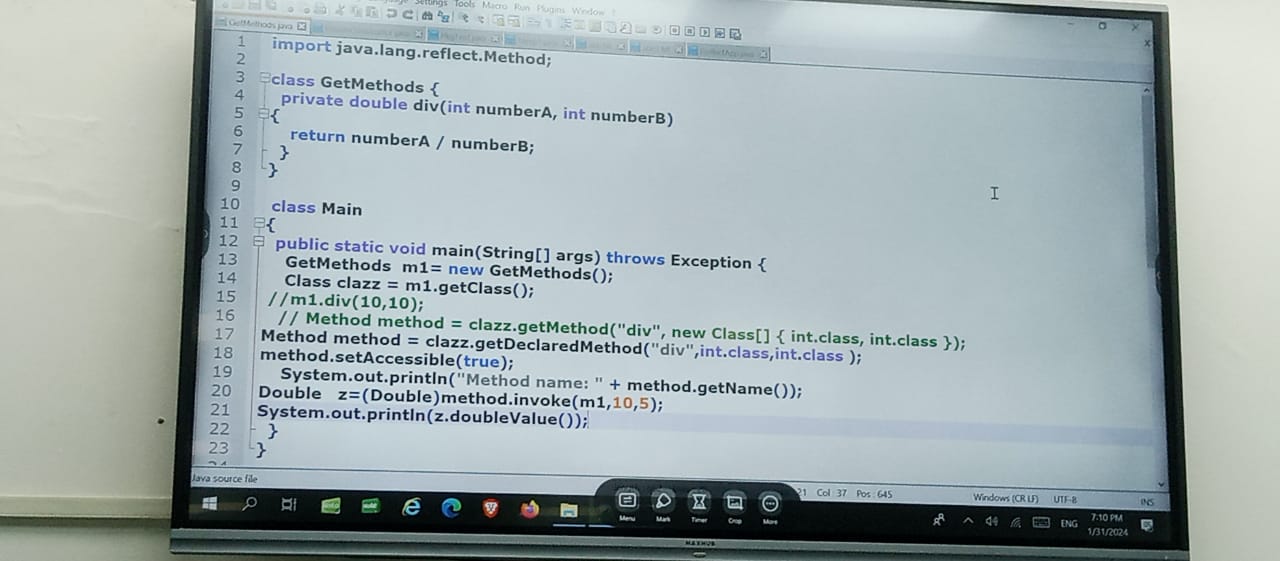 Settings Tools Macro Run Plugins Window ?
GetMethods.java
1 import java.lang.reflect.Method;
2
3 class GetMethods {
4 private double div(int numberA, int numberB)
5 {
6 return numberA / numberB;
7 }
8 }
9
10 class Main
11 {
12 public static void main(String[] args) throws Exception {
13 GetMethods m1= new GetMethods();
14 Class clazz = m1.getClass();
15 //m1.div(10,10);
16 // Method method = clazz.getMethod("div", new Class[] { int.class, int.class });
17 Method method = clazz.getDeclaredMethod("div",int.class,int.class );
18 method.setAccessible(true);
19 System.out.println("Method name: " + method.getName());
20 Double z=(Double)method.invoke(m1,10,5);
21 System.out.println(z.doubleValue());
22 }
23 }
Java source file
21 Col 37 Pos: 645 Windows (CR LF) UTF-8 INS
Menu Mark Timer Crop More
ENG 7:10 PM
1/31/2024
MAXHUB